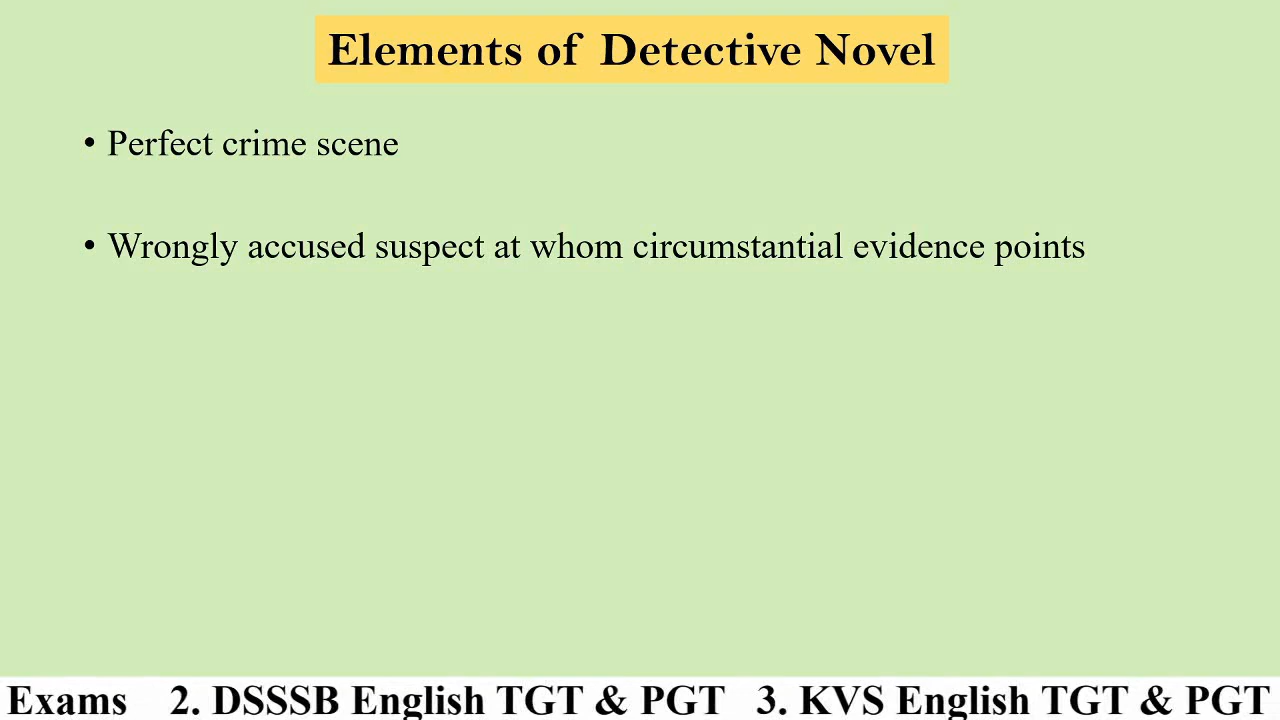 Elements of Detective Novel
• Perfect crime scene
• Wrongly accused suspect at whom circumstantial evidence points
Exams 2. DSSSB English TGT & PGT 3. KVS English TGT & PGT